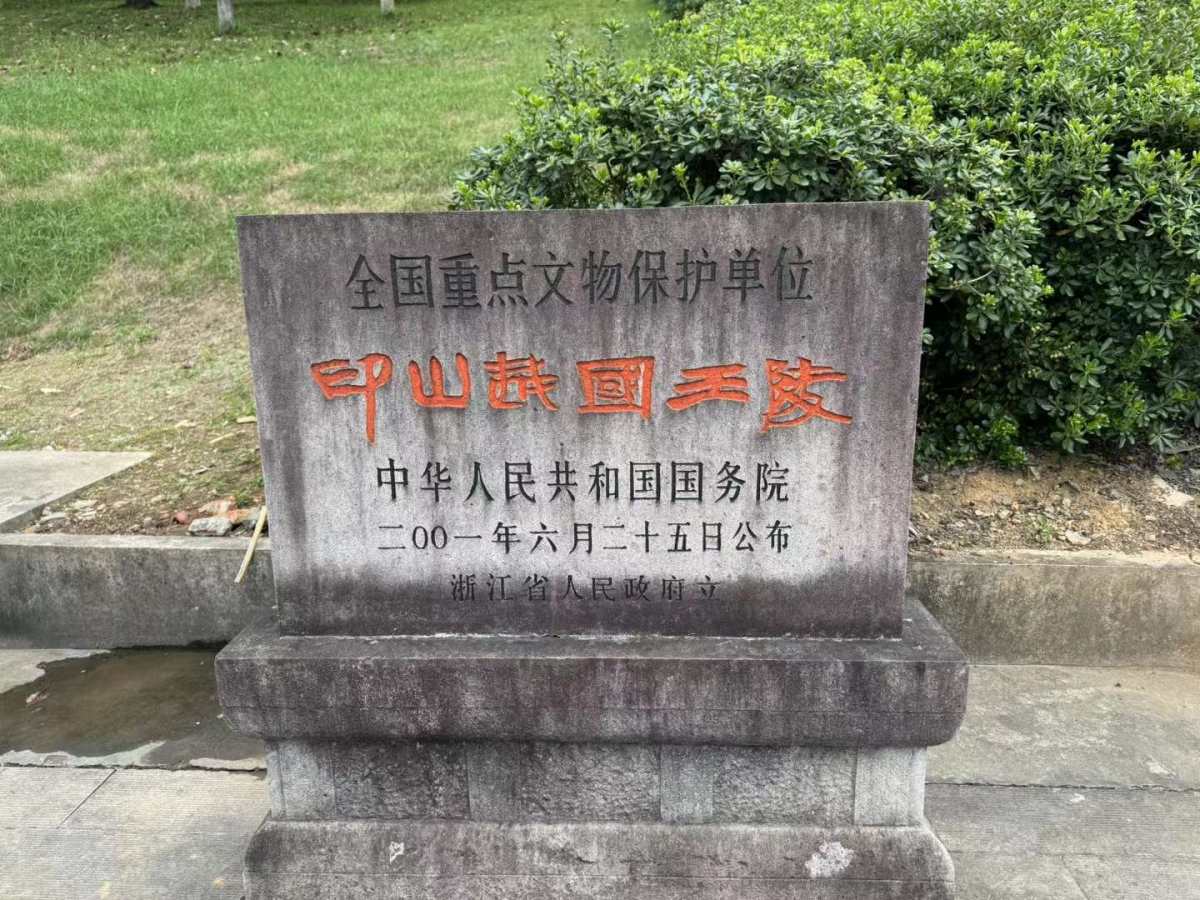 全国重点文物保护单位
印山越國王陵
中华人民共和国国务院
二00一年六月二十五日公布
浙江省人民政府立